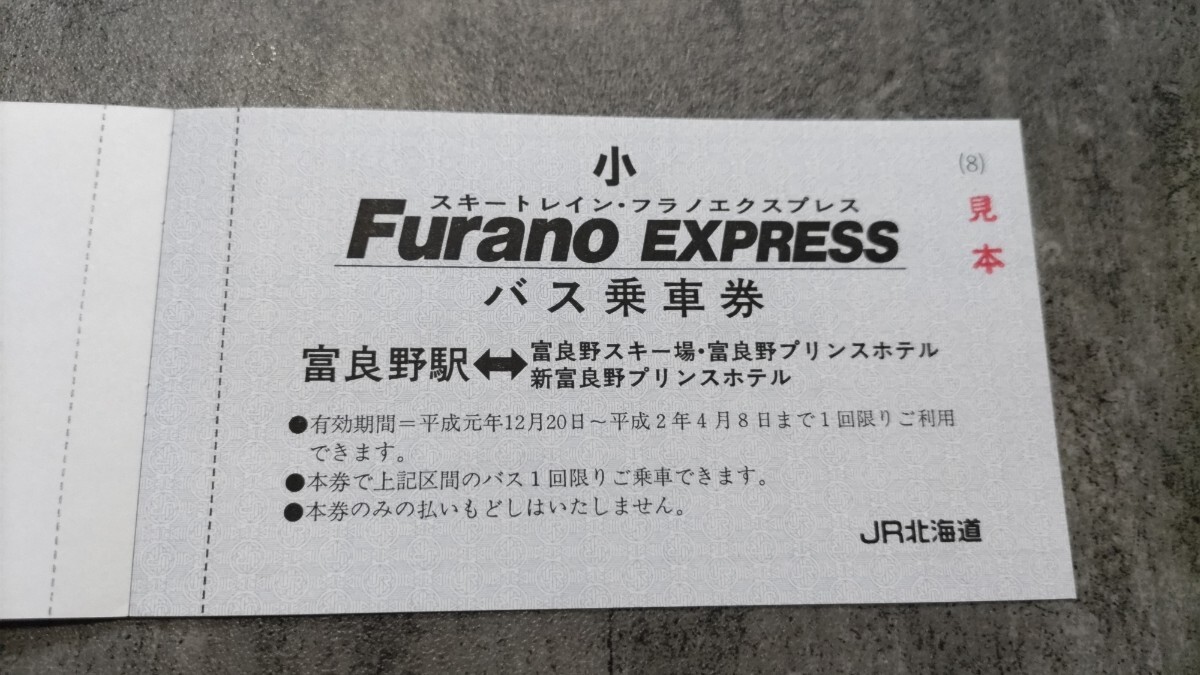 小
(8)
見本
スキートレイン・フラノエクスプレス
Furano EXPRESS
バス乗車券
富良野駅↔富良野スキー場・富良野プリンスホテル
新富良野プリンスホテル
●有効期間＝平成元年12月20日～平成2年4月8日まで1回限りご利用
できます。
●本券で上記区間のバス1回限りご乗車できます。
●本券のみの払いもどしはいたしません。
JR北海道